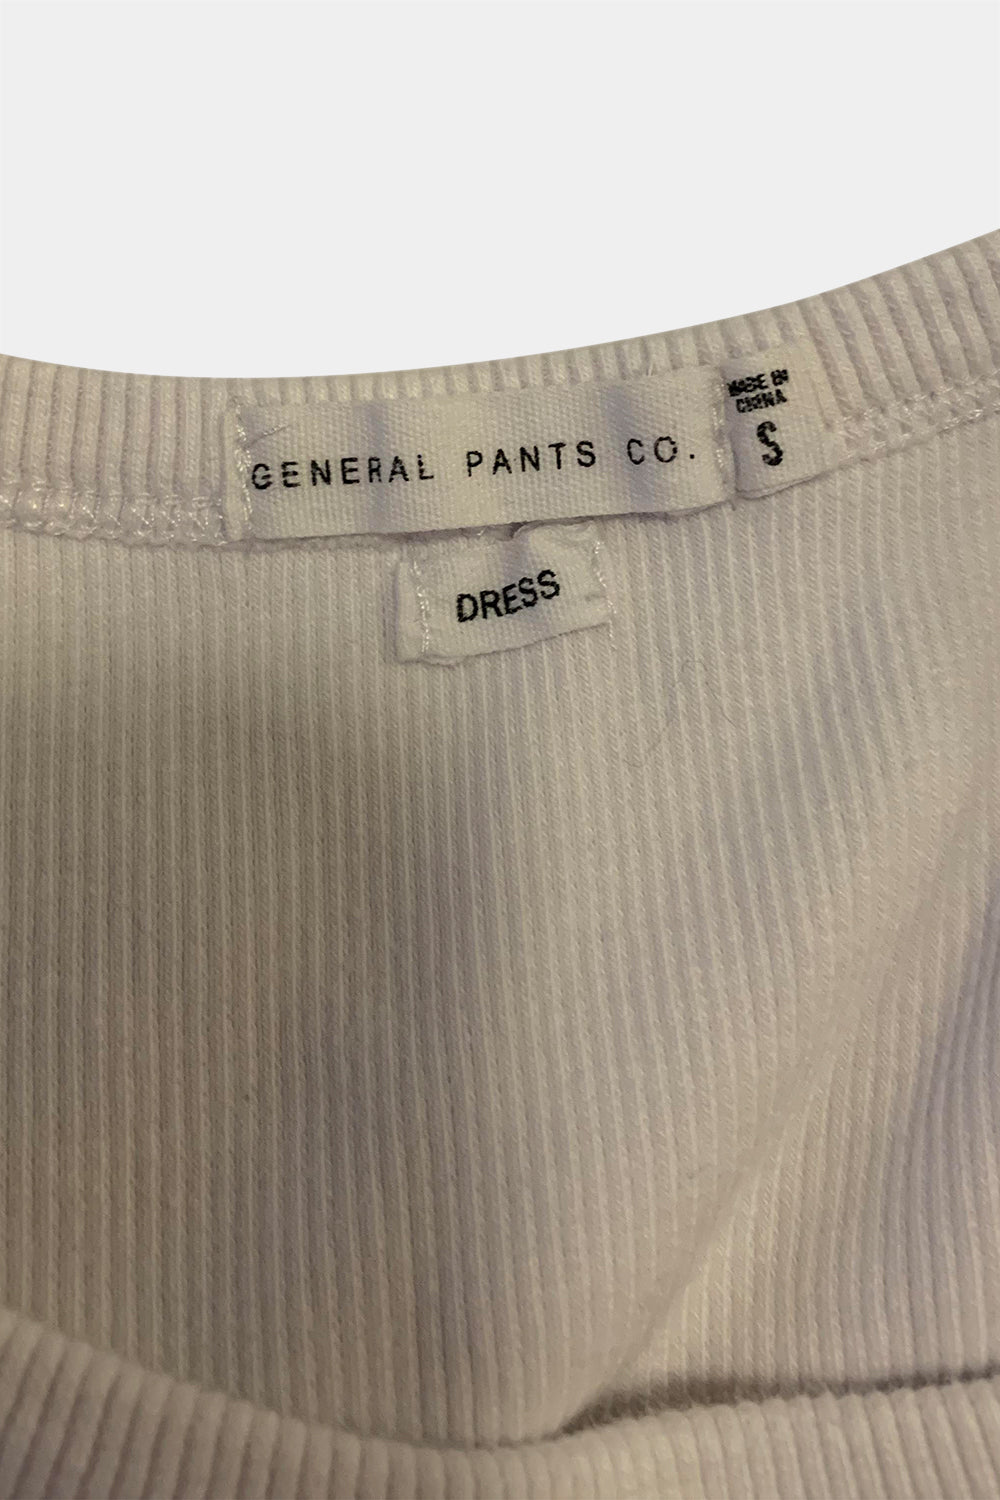 GENERAL PANTS CO.
MADE IN
CHINA
S
DRESS